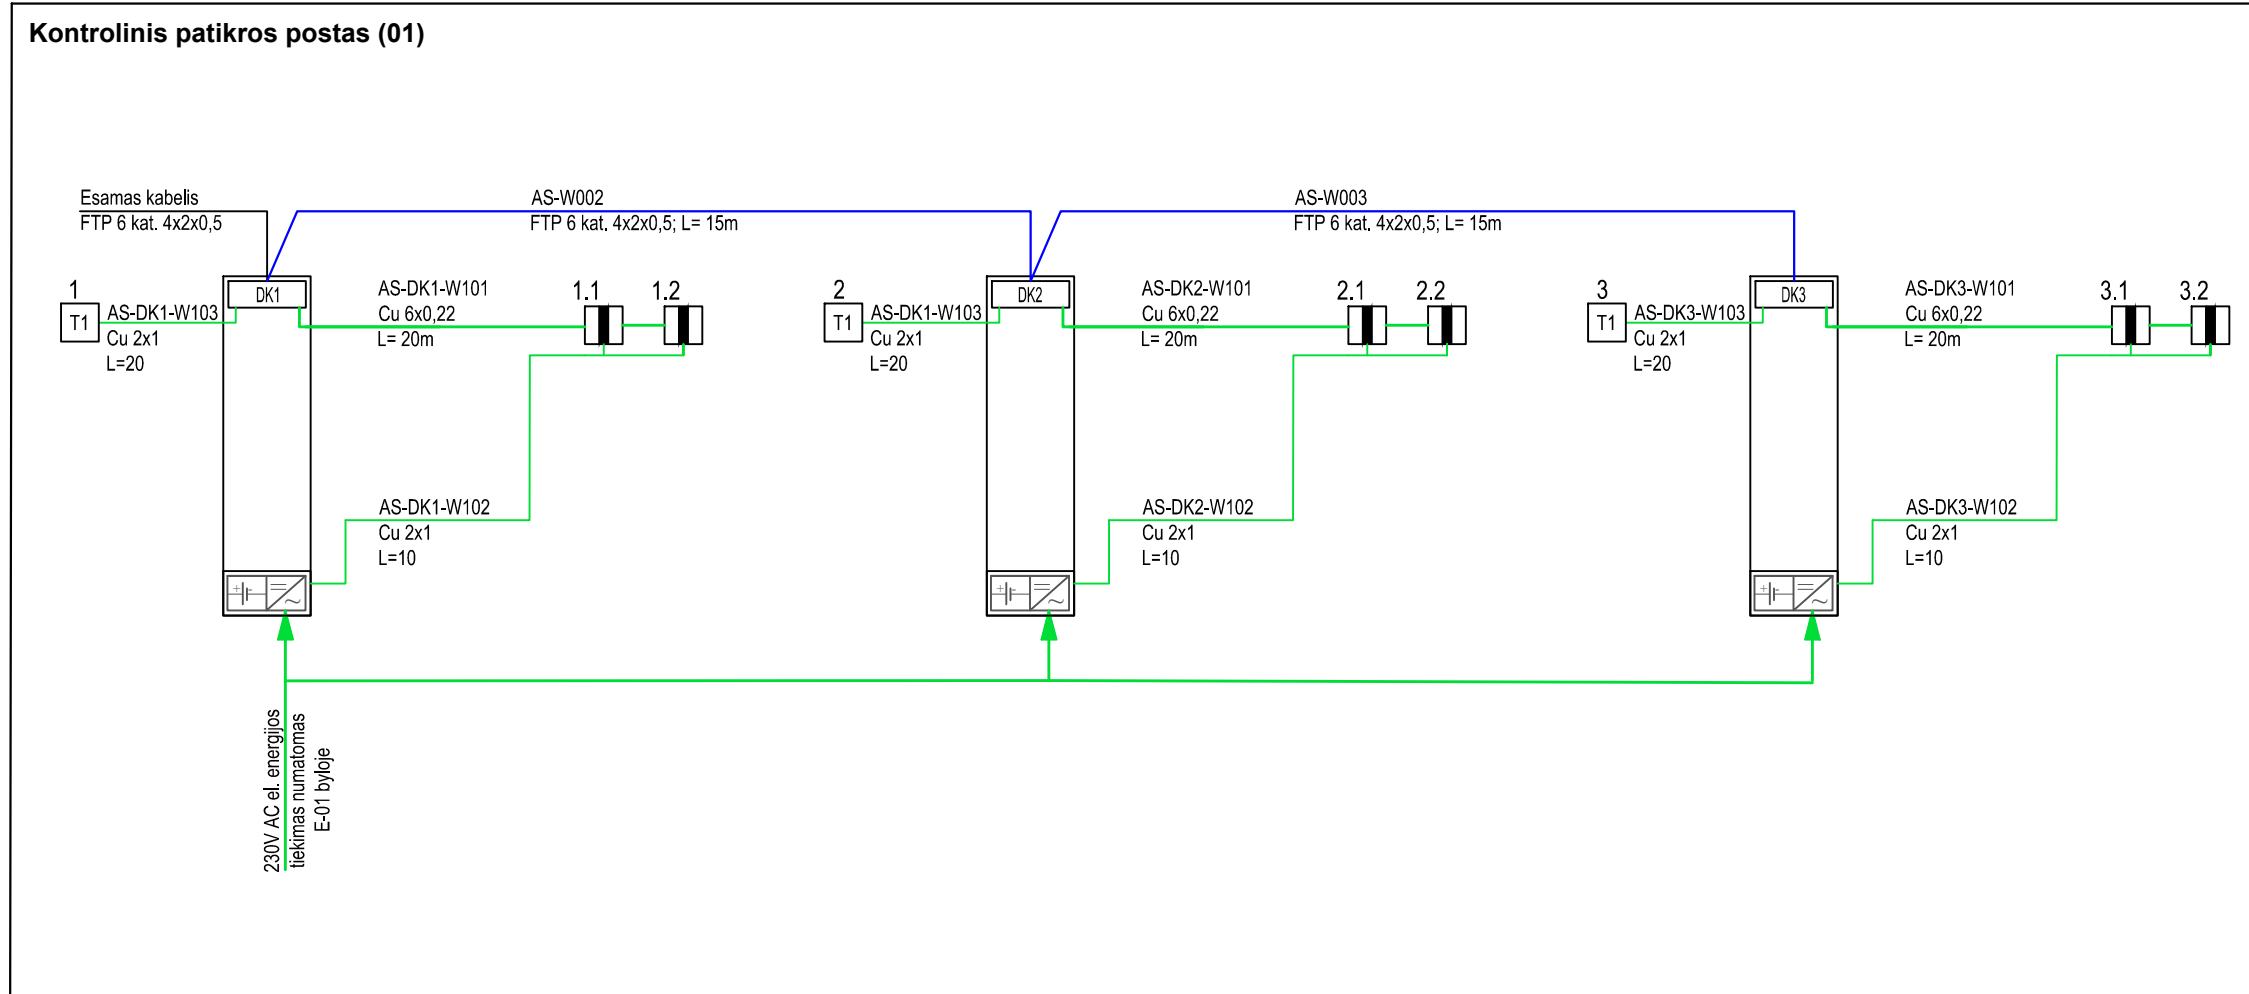 Kontrolinis patikros postas (01)
Esamas kabelis
FTP 6 kat. 4x2x0,5
AS-W002
FTP 6 kat. 4x2x0,5; L= 15m
AS-W003
FTP 6 kat. 4x2x0,5; L= 15m
1
T1
AS-DK1-W103
Cu 2x1
L=20
DK1
AS-DK1-W101
Cu 6x0,22
L= 20m
1.1
1.2
AS-DK1-W102
Cu 2x1
L=10
2
T1
AS-DK1-W103
Cu 2x1
L=20
DK2
AS-DK2-W101
Cu 6x0,22
L= 20m
2.1
2.2
AS-DK2-W102
Cu 2x1
L=10
3
T1
AS-DK3-W103
Cu 2x1
L=20
DK3
AS-DK3-W101
Cu 6x0,22
L= 20m
3.1
3.2
AS-DK3-W102
Cu 2x1
L=10
230V AC el. energijos
tiekimas numatomas
E-01 byloje